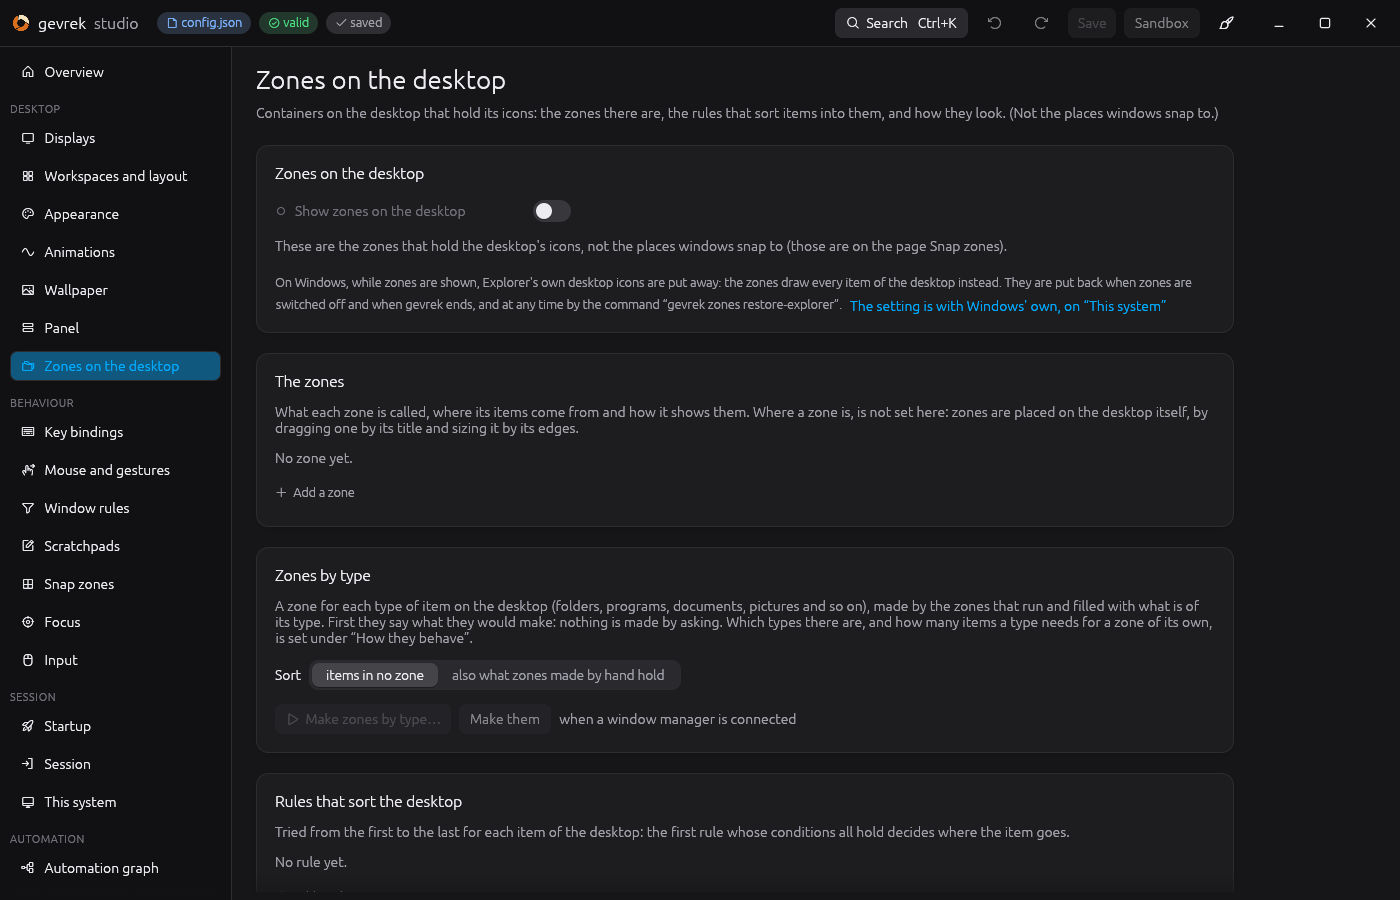 gevrek studio
config.json
valid
saved
Search Ctrl+K
Save
Sandbox
Overview
DESKTOP
Displays
Workspaces and layout
Appearance
Animations
Wallpaper
Panel
Zones on the desktop
BEHAVIOUR
Key bindings
Mouse and gestures
Window rules
Scratchpads
Snap zones
Focus
Input
SESSION
Startup
Session
This system
AUTOMATION
Automation graph
Zones on the desktop
Containers on the desktop that hold its icons: the zones there are, the rules that sort items into them, and how they look. (Not the places windows snap to.)
Zones on the desktop
Show zones on the desktop
These are the zones that hold the desktop's icons, not the places windows snap to (those are on the page Snap zones).
On Windows, while zones are shown, Explorer's own desktop icons are put away: the zones draw every item of the desktop instead. They are put back when zones are
switched off and when gevrek ends, and at any time by the command “gevrek zones restore-explorer”. The setting is with Windows' own, on “This system”
The zones
What each zone is called, where its items come from and how it shows them. Where a zone is, is not set here: zones are placed on the desktop itself, by
dragging one by its title and sizing it by its edges.
No zone yet.
Add a zone
Zones by type
A zone for each type of item on the desktop (folders, programs, documents, pictures and so on), made by the zones that run and filled with what is of
its type. First they say what they would make: nothing is made by asking. Which types there are, and how many items a type needs for a zone of its own,
is set under “How they behave”.
Sort items in no zone also what zones made by hand hold
Make zones by type… Make them when a window manager is connected
Rules that sort the desktop
Tried from the first to the last for each item of the desktop: the first rule whose conditions all hold decides where the item goes.
No rule yet.